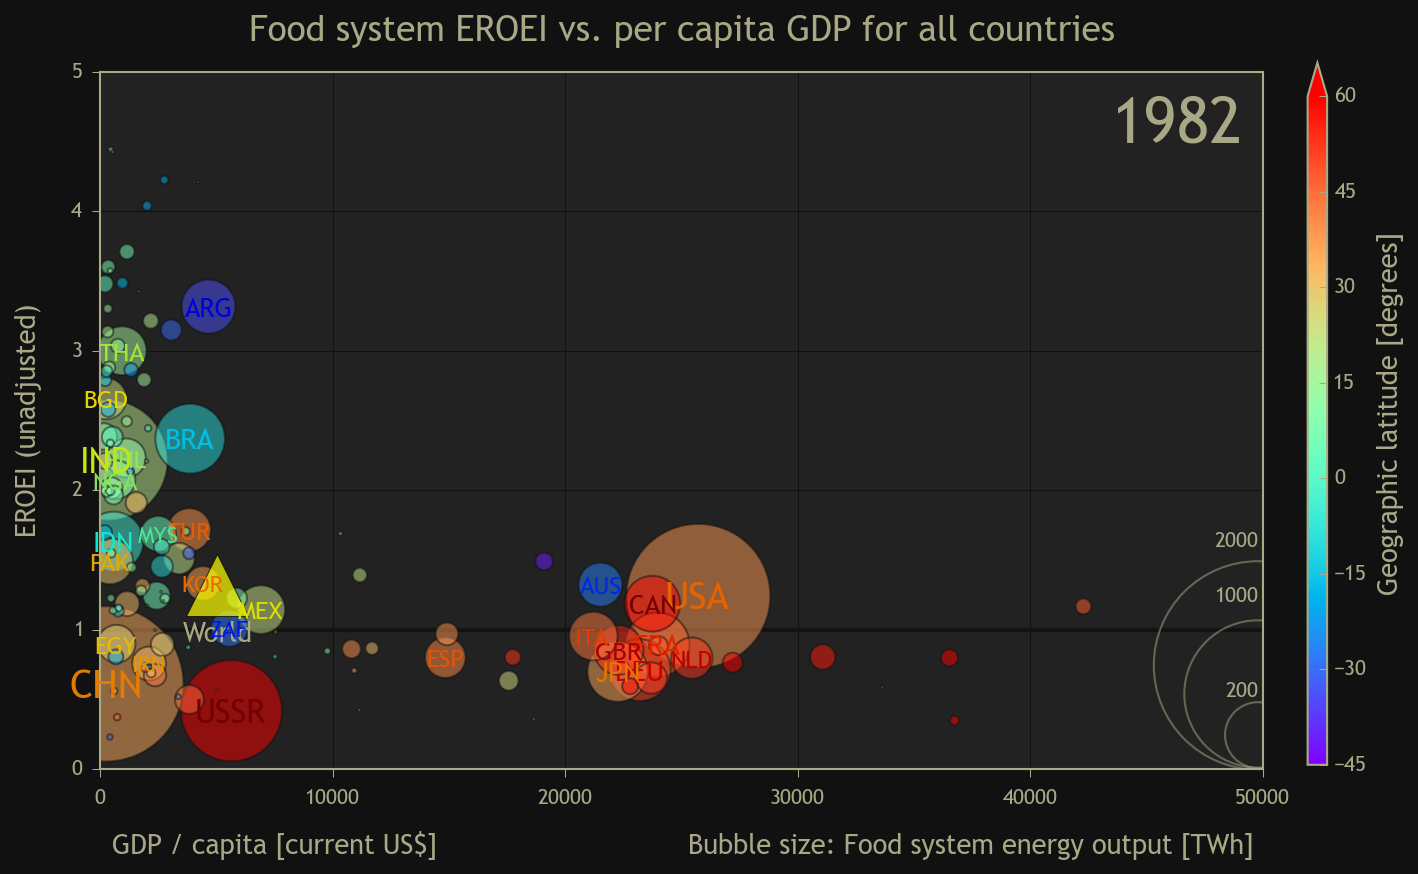 Food system EROEI vs. per capita GDP for all countries
1982
5
4
3
2
1
0
EROEI (unadjusted)
ARG
THA
BGD
BRA
IND
NGA
TUR
MYS
IDN
PAK
KOR
MEX
World
ZAF
EGY
CHN
USSR
ESP
AUS
USA
CAN
ITA
FRA
GBR
NLD
JPN
2000
1000
200
0
10000
20000
30000
40000
50000
GDP / capita [current US$]
Bubble size: Food system energy output [TWh]
60
45
30
15
0
−15
−30
−45
Geographic latitude [degrees]